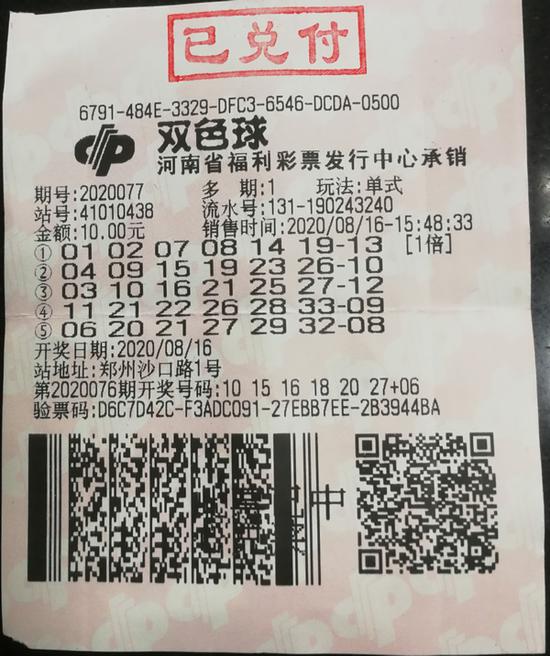 已兑付
6791-484E-3329-DFC3-6546-DCDA-0500
双色球
河南省福利彩票发行中心承销
期号:2020077 多 期:1 玩法:单式
站号:41010438 流水号:131-190243240
金额:10.00元 销售时间:2020/08/16-15:48:33
① 01 02 07 08 14 19-13 [1倍]
② 04 09 15 19 23 26-10
③ 03 10 16 21 25 27-12
④ 11 21 22 26 28 33-09
⑤ 06 20 21 27 29 32-08
开奖日期:2020/08/16
站地址:郑州沙口路1号
第2020076期开奖号码:10 15 16 18 20 27+06
验票码:D6C7D42C-F3ADC091-27EBB7EE-2B3944BA